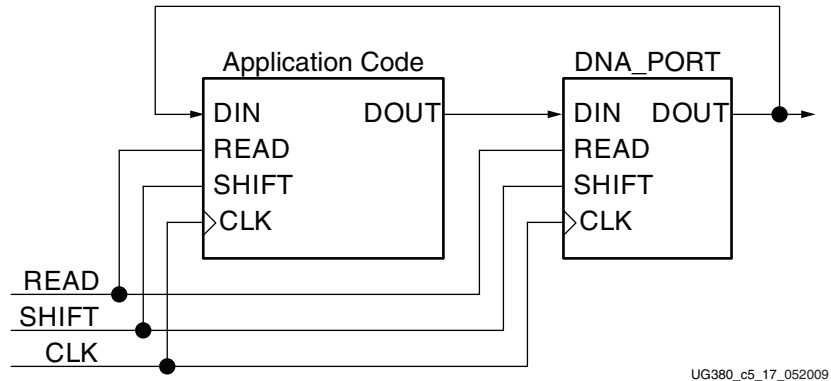 Application Code
DNA_PORT
DIN DOUT
READ
SHIFT
CLK
DIN DOUT
READ
SHIFT
CLK
READ
SHIFT
CLK
UG380_c5_17_052009